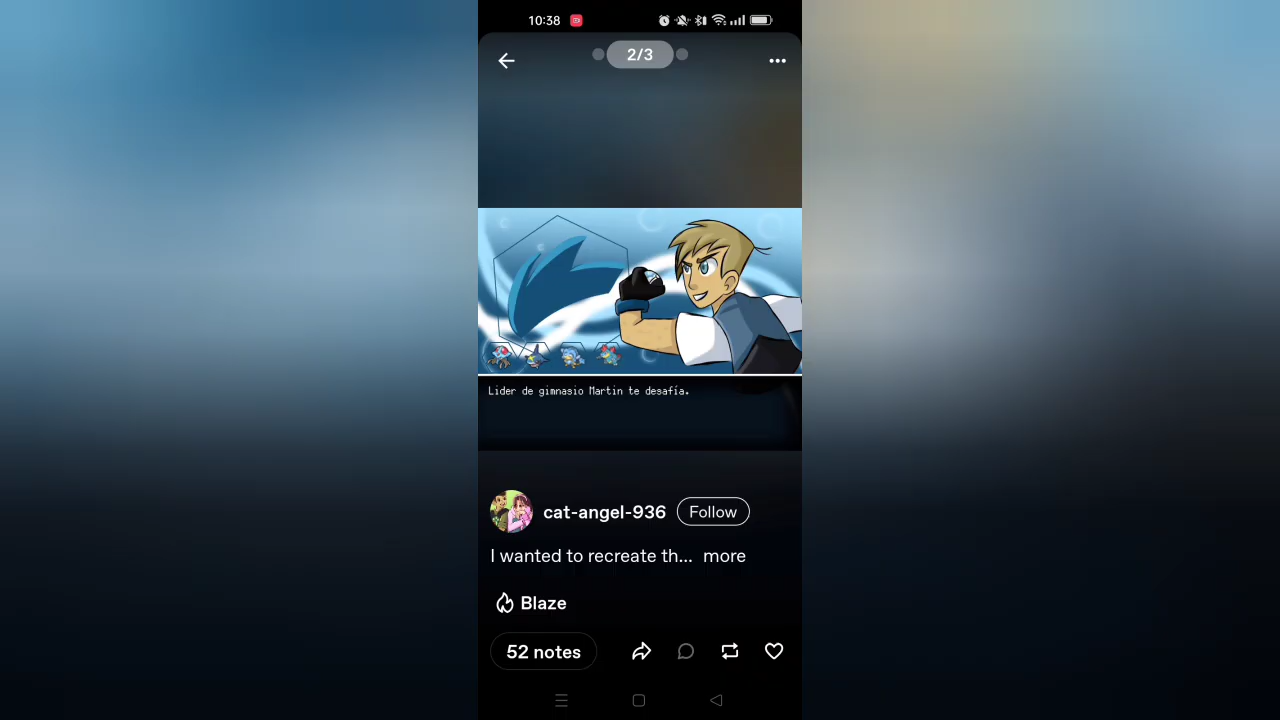 10:38
2/3
Lider de gimnasio Martin te desafía.
cat-angel-936 Follow
I wanted to recreate th... more
Blaze
52 notes